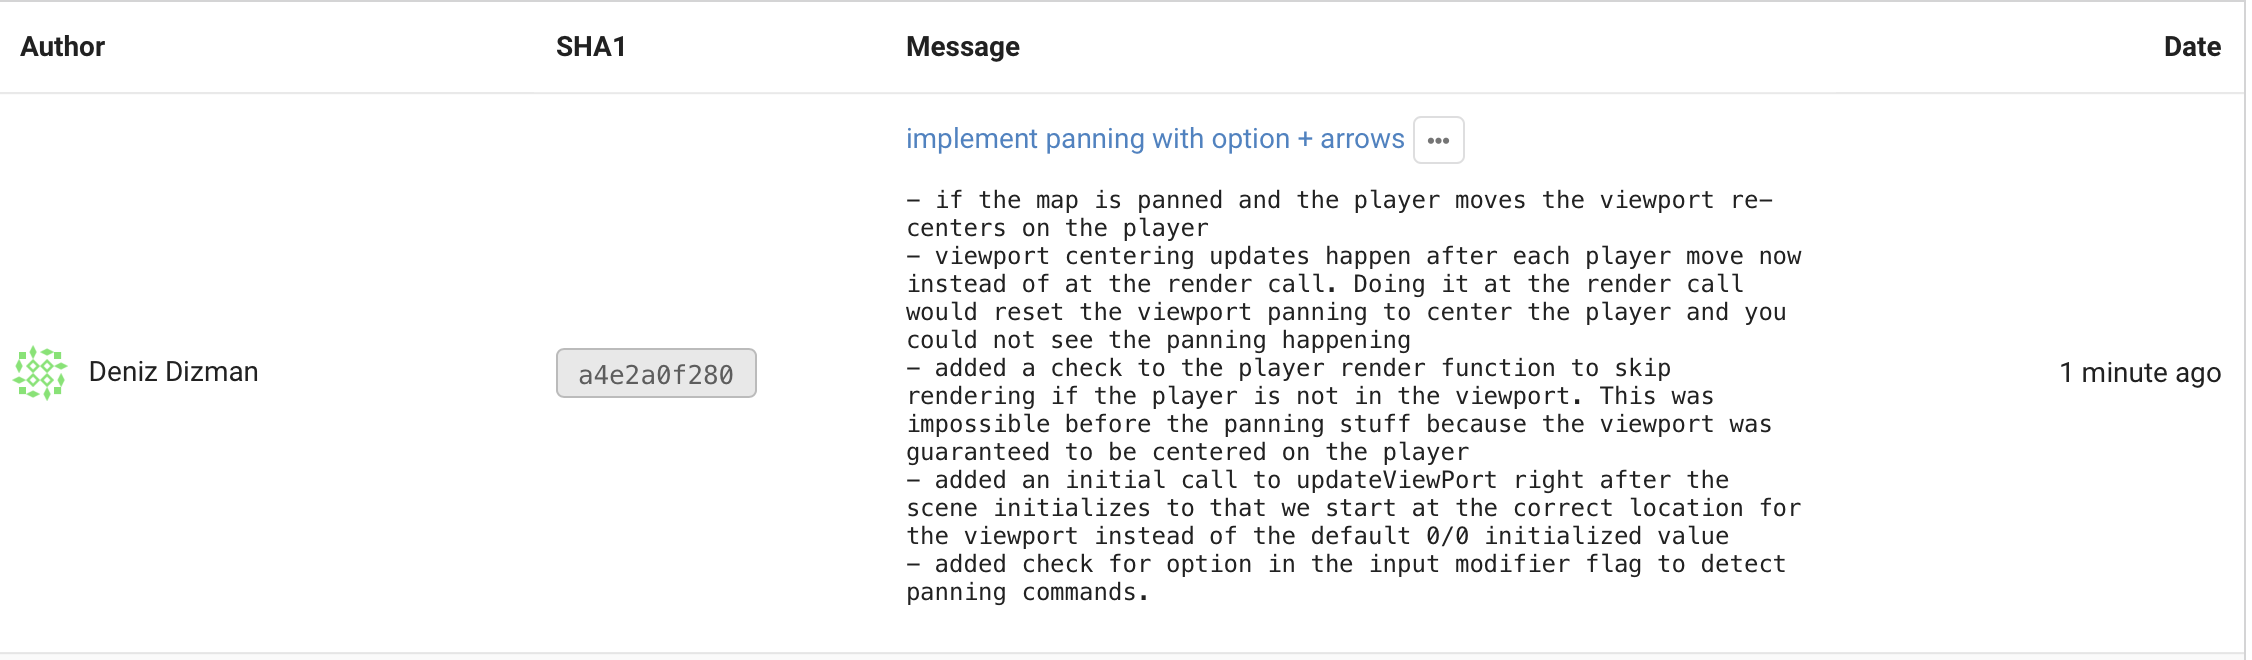 Author SHA1 Message Date
implement panning with option + arrows •••
– if the map is panned and the player moves the viewport re–
centers on the player
– viewport centering updates happen after each player move now
instead of at the render call. Doing it at the render call
would reset the viewport panning to center the player and you
could not see the panning happening
– added a check to the player render function to skip
rendering if the player is not in the viewport. This was
impossible before the panning stuff because the viewport was
guaranteed to be centered on the player
– added an initial call to updateViewPort right after the
scene initializes to that we start at the correct location for
the viewport instead of the default 0/0 initialized value
– added check for option in the input modifier flag to detect
panning commands.
Deniz Dizman a4e2a0f280 1 minute ago